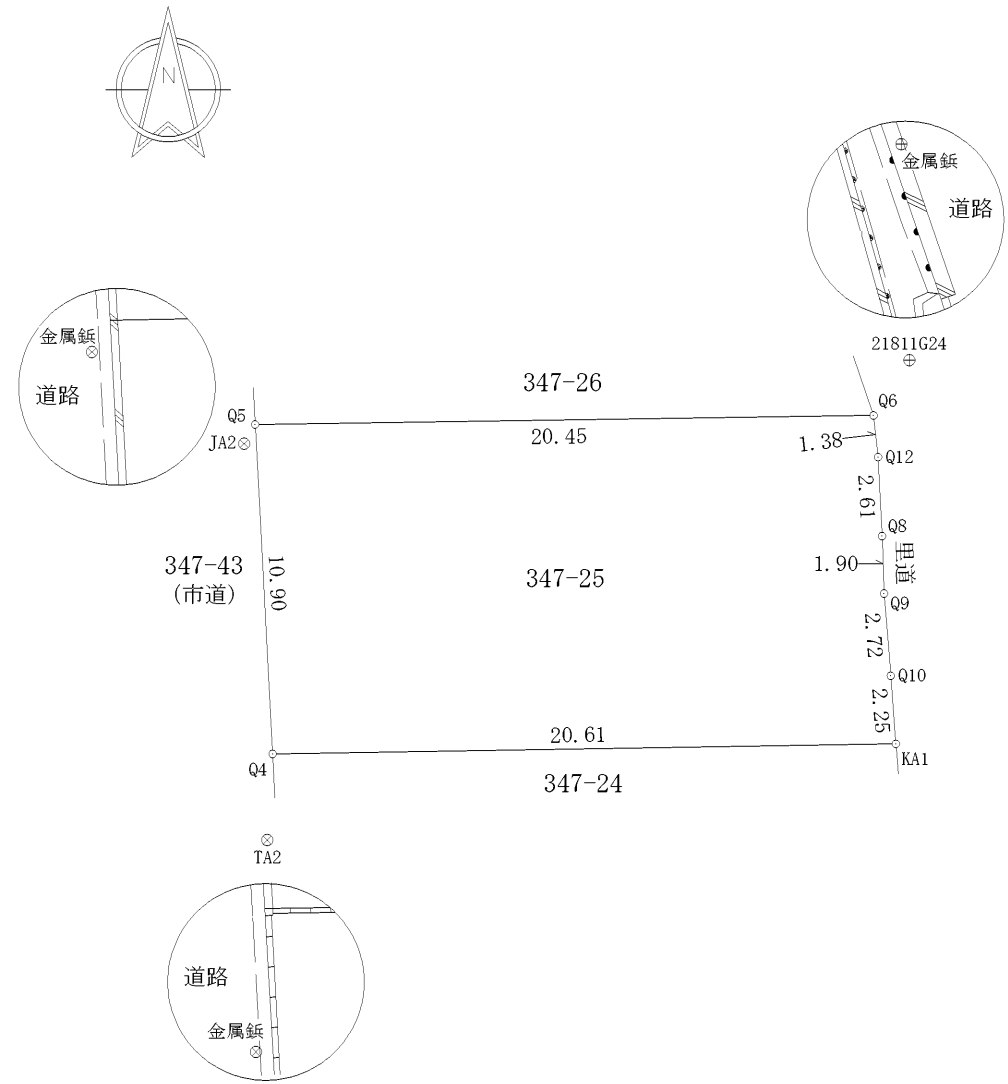 N
金属鋲
道路
21811G24
金属鋲
道路
347-26
Q5
Q6
JA2
20.45
1.38
Q12
2.61
Q8
347-43
(市道)
10.90
347-25
1.90
里道
Q9
2.72
Q10
2.25
20.61
Q4
KA1
347-24
TA2
道路
金属鋲